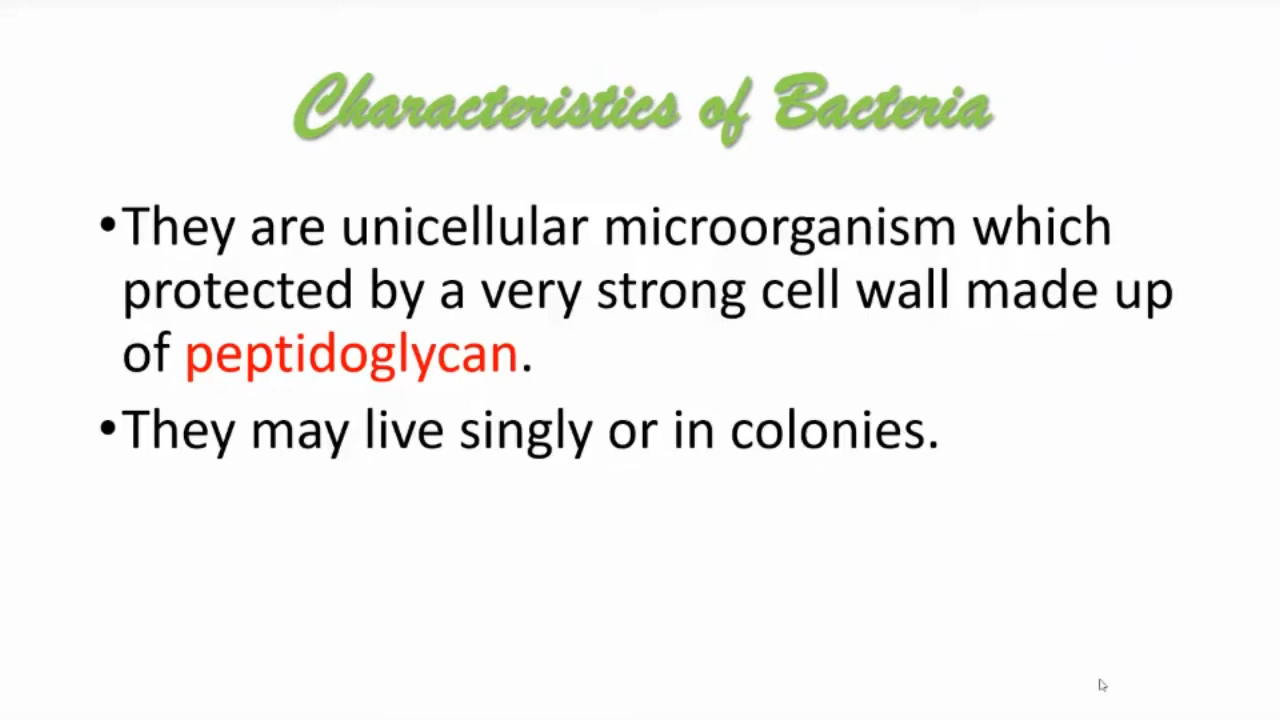 Characteristics of Bacteria
•They are unicellular microorganism which
protected by a very strong cell wall made up
of peptidoglycan.
•They may live singly or in colonies.